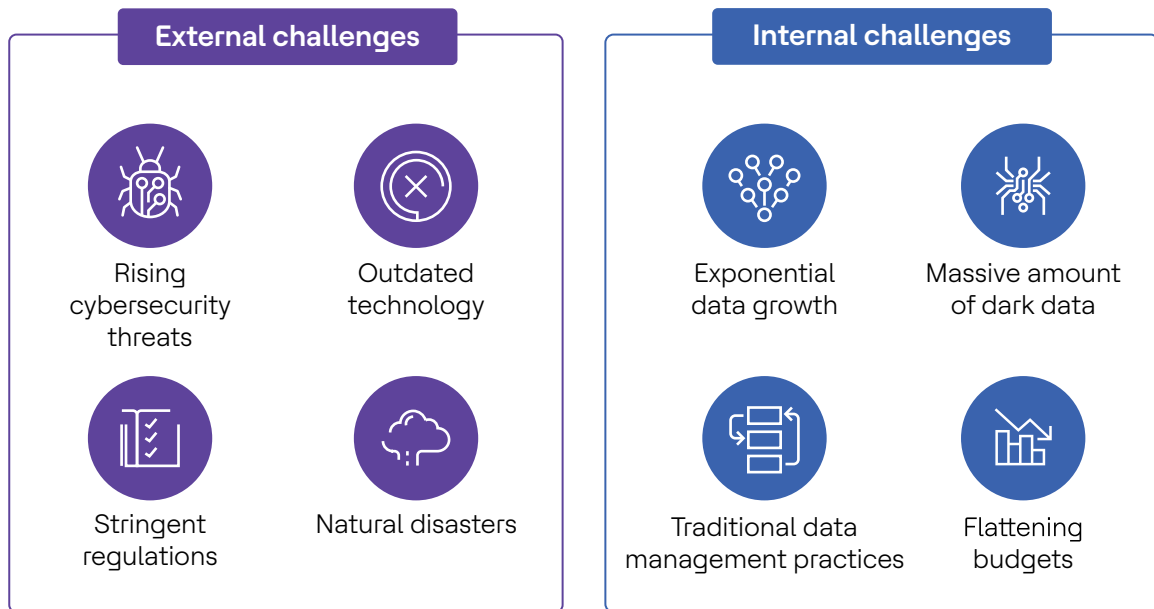 External challenges
Internal challenges
Rising
cybersecurity
threats
Outdated
technology
Exponential
data growth
Massive amount
of dark data
Stringent
regulations
Natural disasters
Traditional data
management practices
Flattening
budgets